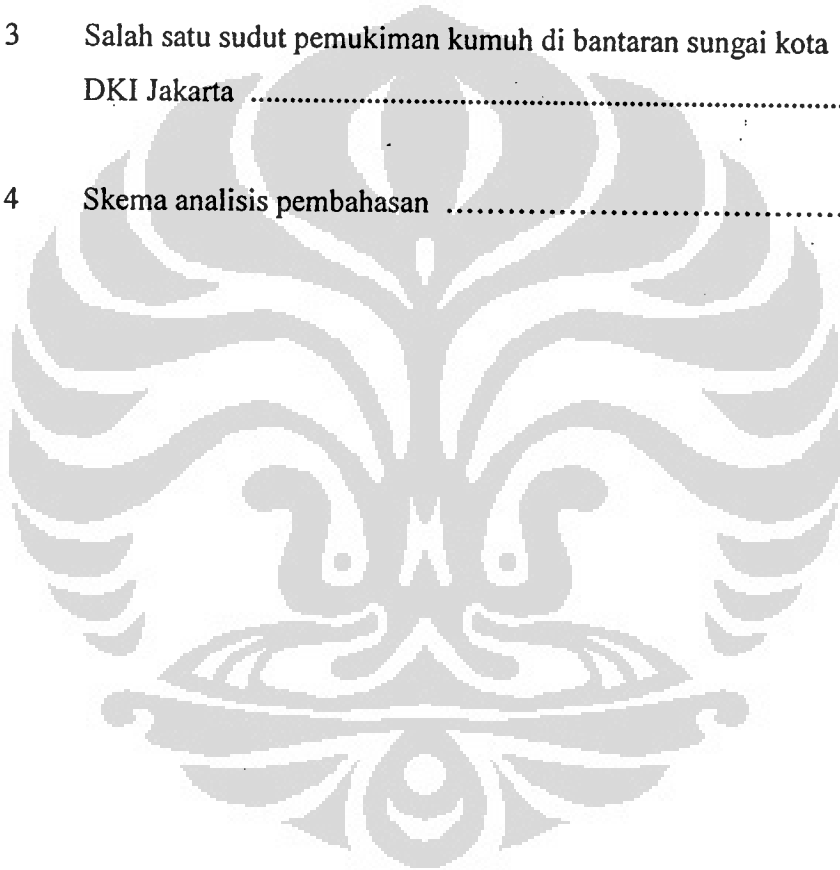 3 Salah satu sudut pemukiman kumuh di bantaran sungai kota
DKI Jakarta ........................................................................
4 Skema analisis pembahasan ........................................